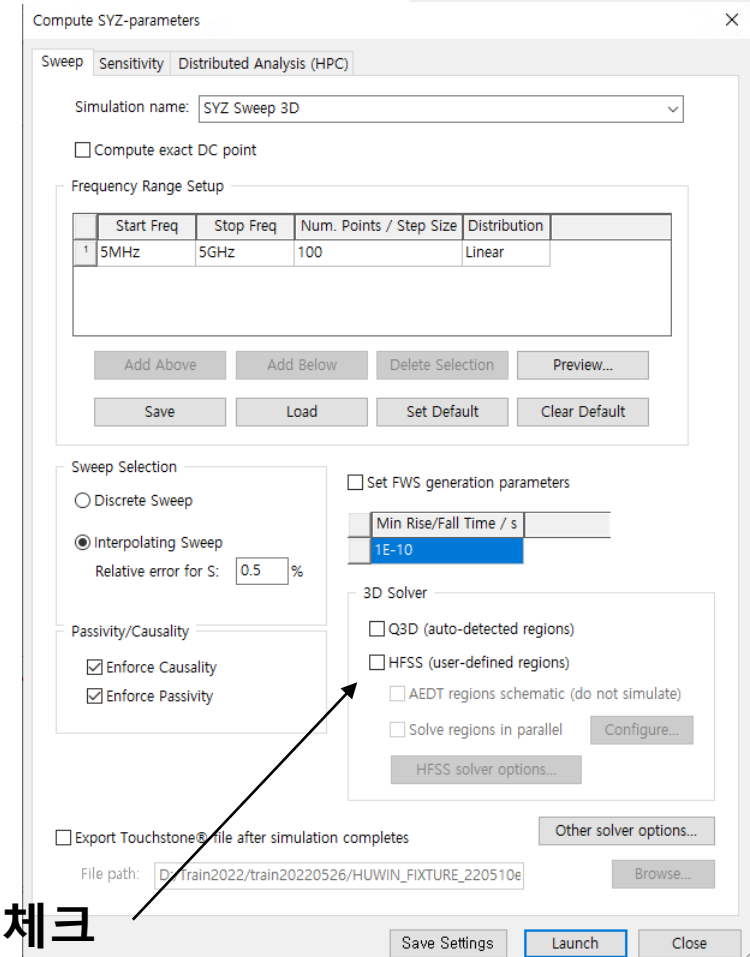 Compute SYZ-parameters
Sweep Sensitivity Distributed Analysis (HPC)
Simulation name: SYZ Sweep 3D
Compute exact DC point
Frequency Range Setup
Start Freq Stop Freq Num. Points / Step Size Distribution
1 5MHz 5GHz 100 Linear
Add Above Add Below Delete Selection Preview...
Save Load Set Default Clear Default
Sweep Selection
Discrete Sweep
Interpolating Sweep
Relative error for S: 0.5 %
Set FWS generation parameters
Min Rise/Fall Time / s
1E-10
Passivity/Causality
Enforce Causality
Enforce Passivity
3D Solver
Q3D (auto-detected regions)
HFSS (user-defined regions)
AEDT regions schematic (do not simulate)
Solve regions in parallel Configure...
HFSS solver options...
Export Touchstone® file after simulation completes
Other solver options...
File path: D:/Train2022/train20220526/HUWIN_FIXTURE_220510e
Browse...
체크
Save Settings Launch Close